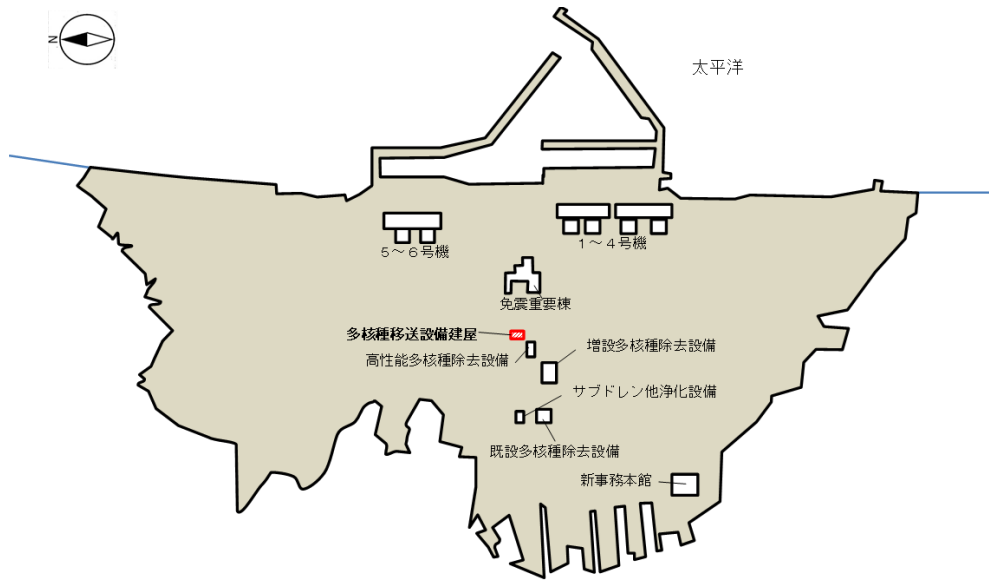 N
太平洋
５～６号機
１～４号機
免震重要棟
多核種移送設備建屋
高性能多核種除去設備
増設多核種除去設備
サブドレン他浄化設備
既設多核種除去設備
新事務本館